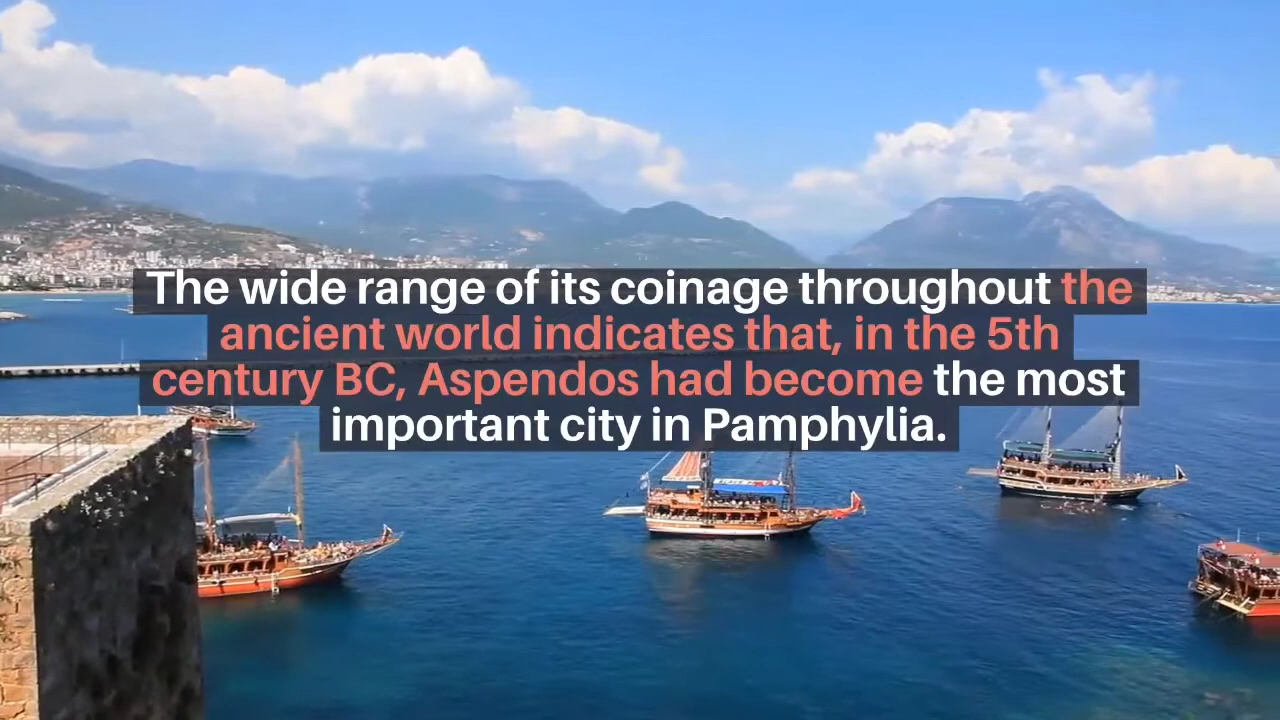 The wide range of its coinage throughout the
ancient world indicates that, in the 5th
century BC, Aspendos had become the most
important city in Pamphylia.